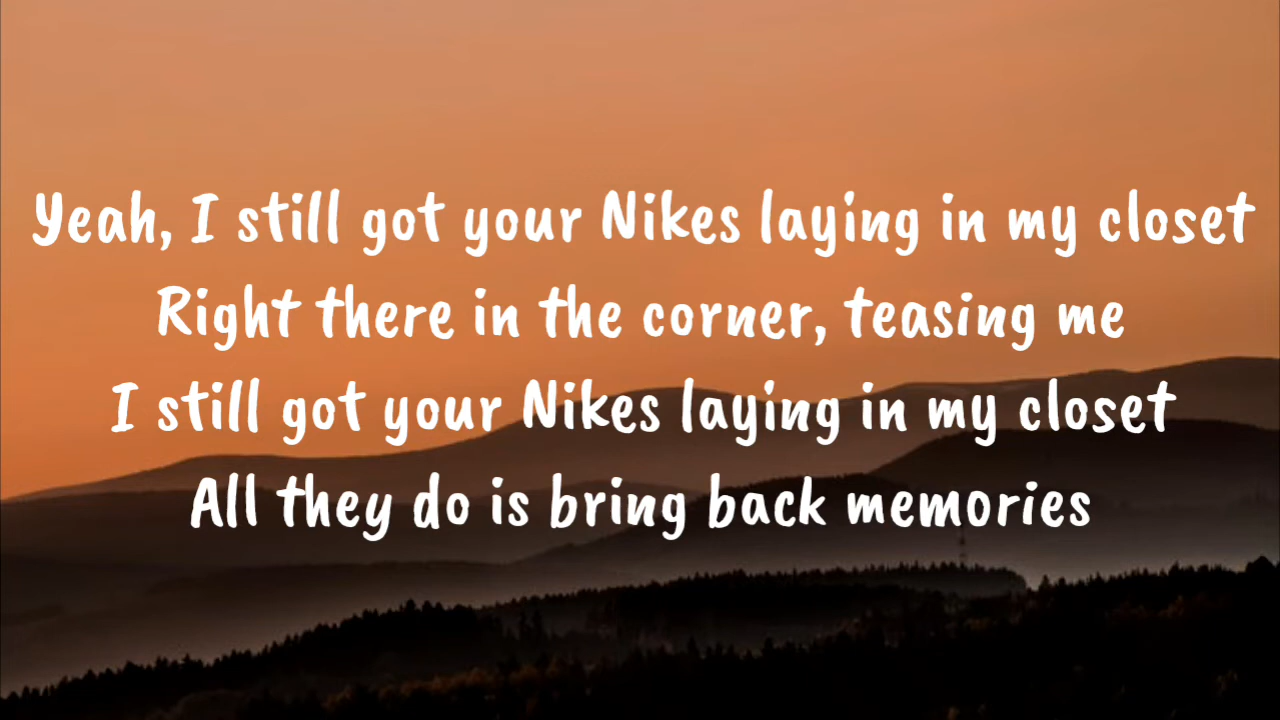 Yeah, I still got your Nikes laying in my closet
Right there in the corner, teasing me
I still got your Nikes laying in my closet
All they do is bring back memories